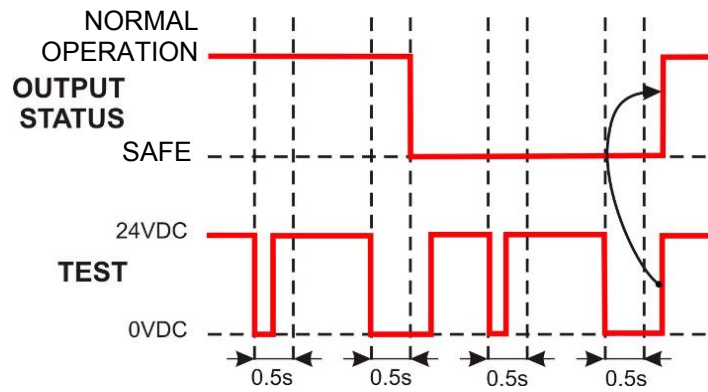 NORMAL
OPERATION
OUTPUT
STATUS
SAFE
24VDC
TEST
0VDC
0.5s 0.5s 0.5s 0.5s